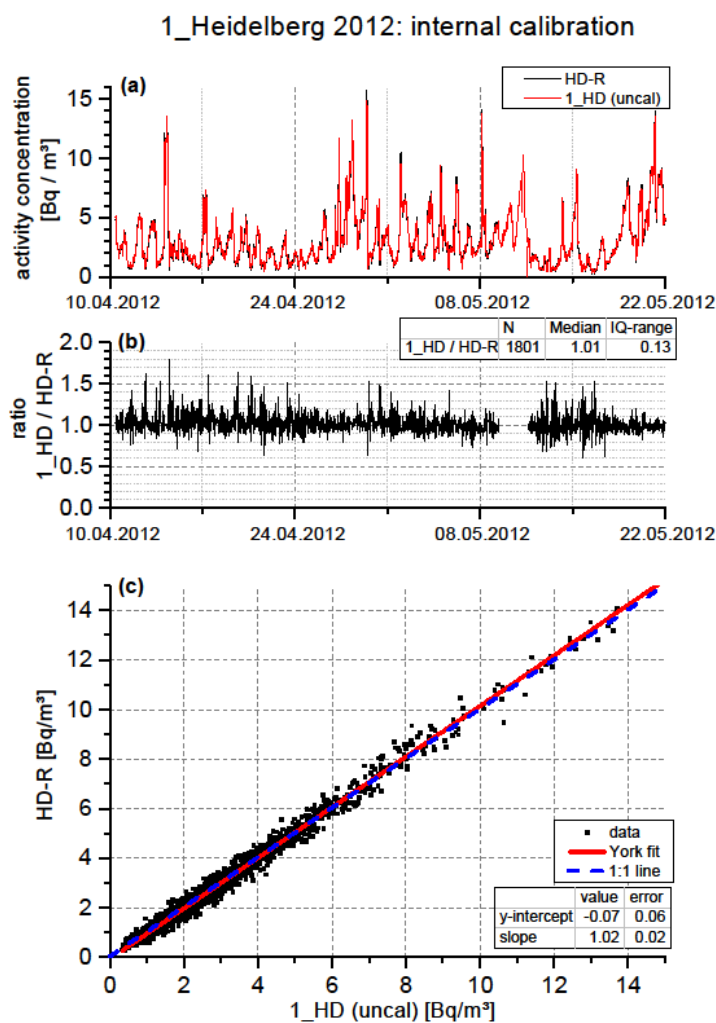 1_Heidelberg 2012: internal calibration
(a)
HD-R
1_HD (uncal)
activity concentration
[Bq / m³]
15
10
5
0
10.04.2012 24.04.2012 08.05.2012 22.05.2012
(b)
N Median IQ-range
1_HD / HD-R 1801 1.01 0.13
ratio
1_HD / HD-R
2.0
1.5
1.0
0.5
0.0
10.04.2012 24.04.2012 08.05.2012 22.05.2012
(c)
HD-R [Bq/m³]
14
12
10
8
6
4
2
0
data
York fit
1:1 line
value error
y-intercept -0.07 0.06
slope 1.02 0.02
0 2 4 6 8 10 12 14
1_HD (uncal) [Bq/m³]